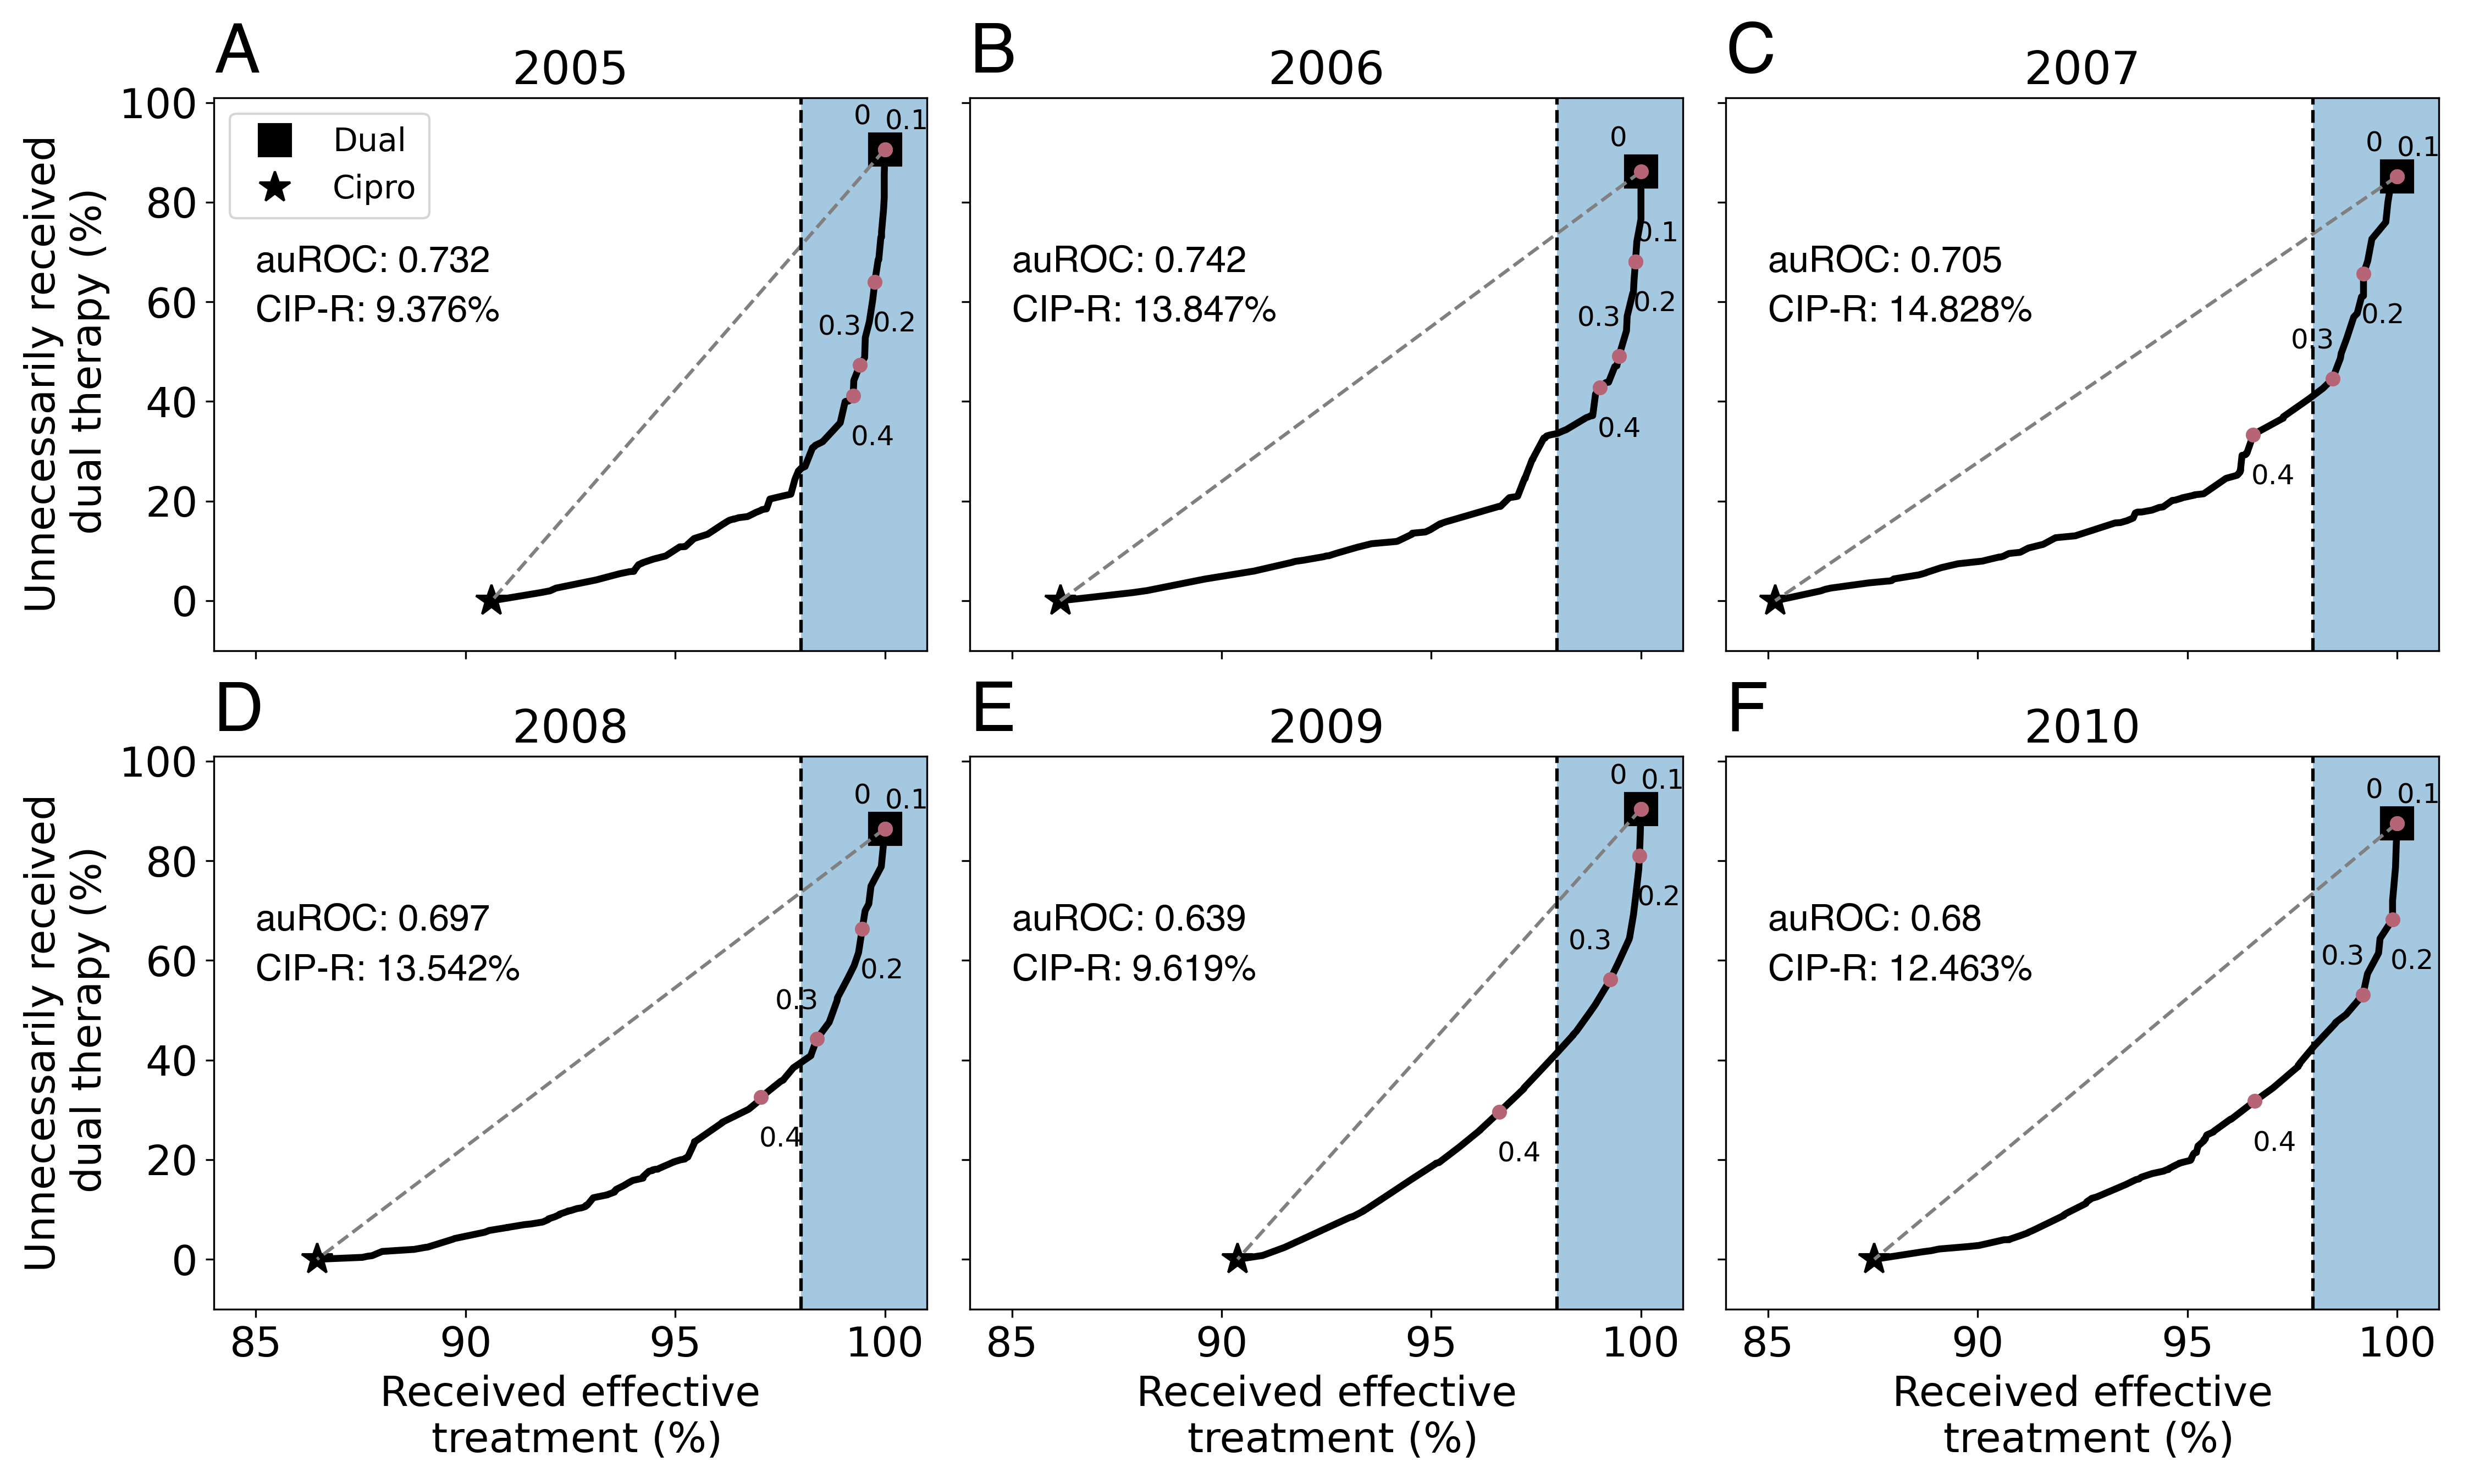 A
2005
B
2006
C
2007
Unnecessarily received
dual therapy (%)
100
80
60
40
20
0
Dual
Cipro
auROC: 0.732
CIP-R: 9.376%
0
0.1
0.3
0.2
0.4
auROC: 0.742
CIP-R: 13.847%
0
0.1
0.2
0.3
0.4
auROC: 0.705
CIP-R: 14.828%
0
0.1
0.2
0.3
0.4
D
2008
E
2009
F
2010
Unnecessarily received
dual therapy (%)
100
80
60
40
20
0
auROC: 0.697
CIP-R: 13.542%
0
0.1
0.2
0.3
0.4
auROC: 0.639
CIP-R: 9.619%
0
0.1
0.2
0.3
0.4
auROC: 0.68
CIP-R: 12.463%
0
0.1
0.3
0.2
0.4
85
90
95
100
85
90
95
100
85
90
95
100
Received effective
treatment (%)
Received effective
treatment (%)
Received effective
treatment (%)